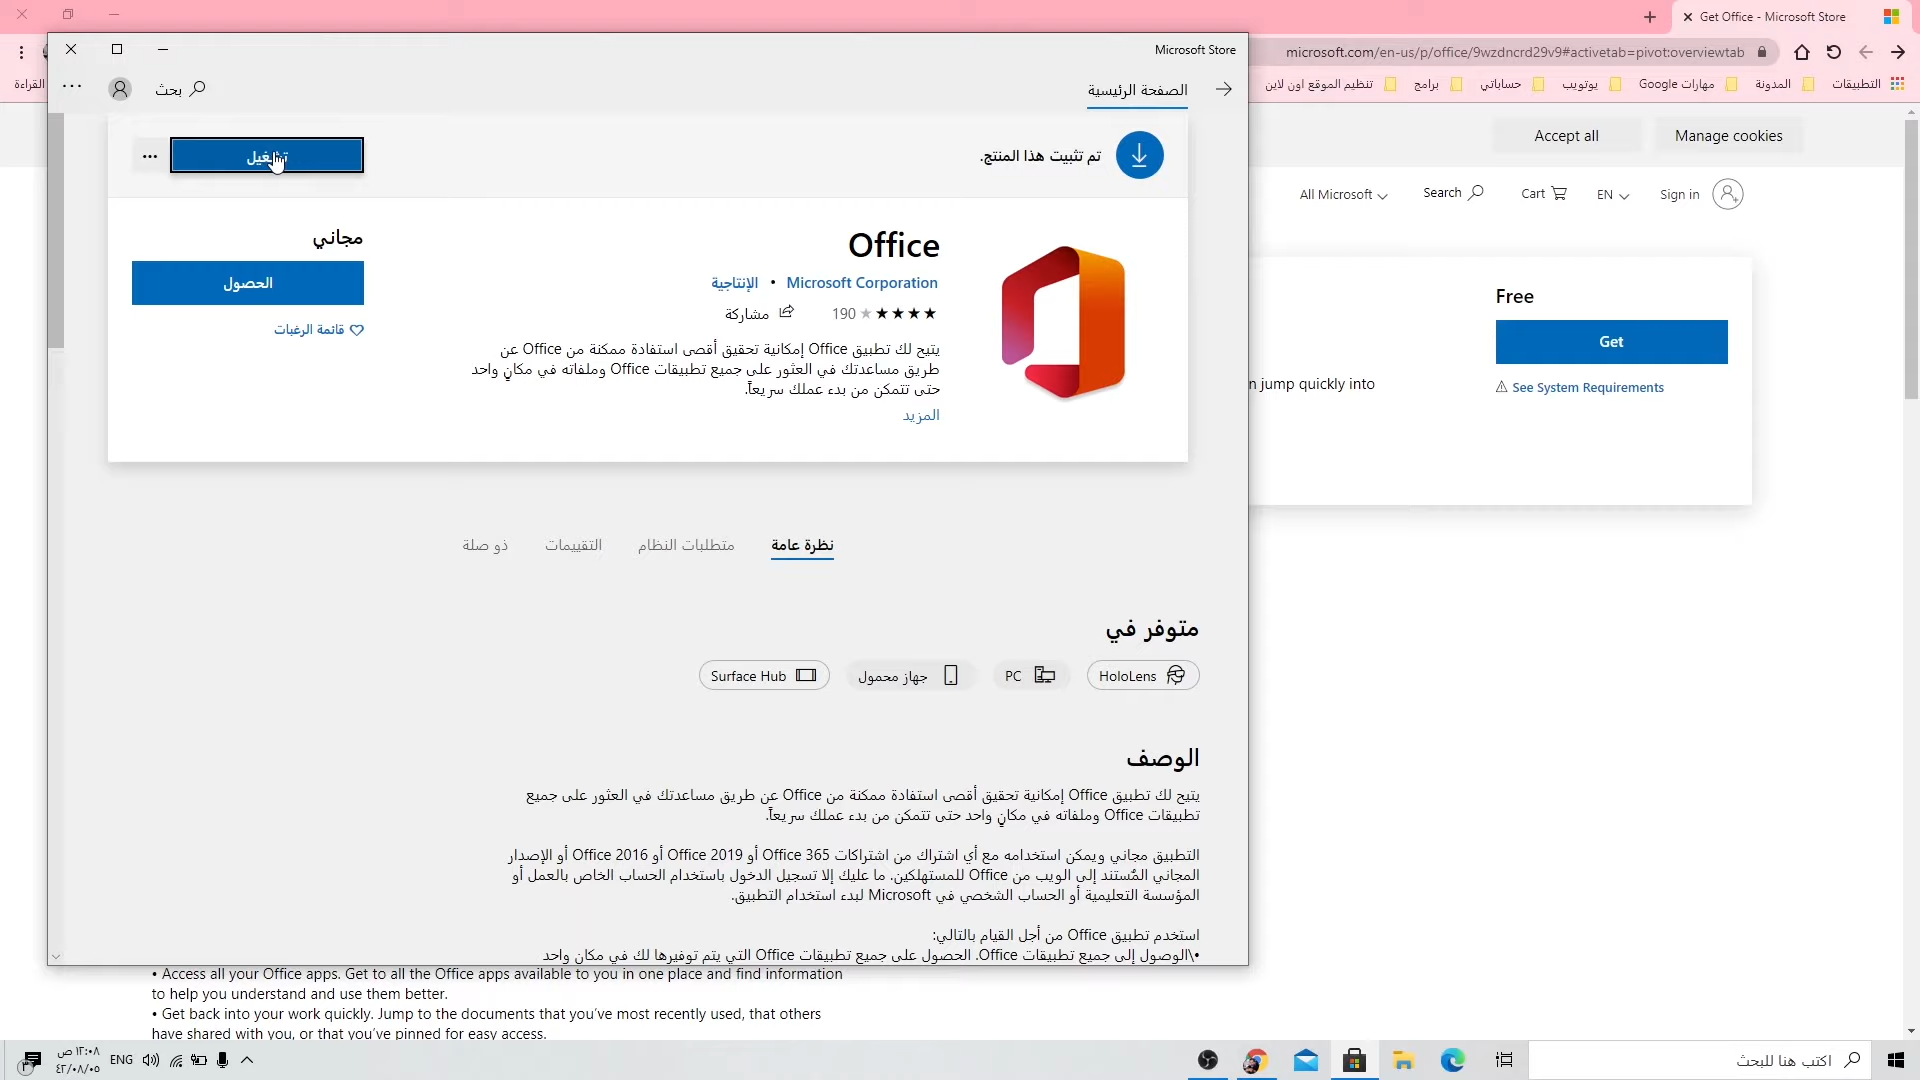 Get Office - Microsoft Store
microsoft.com/en-us/p/office/9wzdncrd29v9#activetab=pivot:overviewtab
التطبيقات
المدونة
مهارات Google
يوتويب
حساباتي
برامج
تنظيم الموقع اون لاين
القراءة
Microsoft Store
الصفحة الرئيسية
بحث
تم تثبيت هذا المنتج.
تشغيل
Office
Microsoft Corporation • الإنتاجية
190 مشاركة
يتيح لك تطبيق Office إمكانية تحقيق أقصى استفادة ممكنة من Office عن
طريق مساعدتك في العثور على جميع تطبيقات Office وملفاته في مكانٍ واحد
حتى تتمكن من بدء عملك سريعاً.
المزيد
مجاني
الحصول
قائمة الرغبات
نظرة عامة
متطلبات النظام
التقييمات
ذو صلة
متوفر في
HoloLens
PC
جهاز محمول
Surface Hub
الوصف
يتيح لك تطبيق Office إمكانية تحقيق أقصى استفادة ممكنة من Office عن طريق مساعدتك في العثور على جميع
تطبيقات Office وملفاته في مكانٍ واحد حتى تتمكن من بدء عملك سريعاً.
التطبيق مجاني ويمكن استخدامه مع أي اشتراك من اشتراكات Office 365 أو Office 2019 أو Office 2016 أو الإصدار
المجاني المُستند إلى الويب من Office للمستهلكين. ما عليك إلا تسجيل الدخول باستخدام الحساب الخاص بالعمل أو
المؤسسة التعليمية أو الحساب الشخصي في Microsoft لبدء استخدام التطبيق.
استخدم تطبيق Office من أجل القيام بالتالي:
•\الوصول إلى جميع تطبيقات Office. الحصول على جميع تطبيقات Office التي يتم توفيرها لك في مكان واحد
Accept all
Manage cookies
All Microsoft
Search
Cart
EN
Sign in
Free
Get
See System Requirements
n jump quickly into
• Access all your Office apps. Get to all the Office apps available to you in one place and find information
to help you understand and use them better.
• Get back into your work quickly. Jump to the documents that you’ve most recently used, that others
have shared with you, or that you’ve pinned for easy access.
اكتب هنا للبحث
ENG
١٢:٠٨ ص
٤٢/٠٨/٠٥
٣